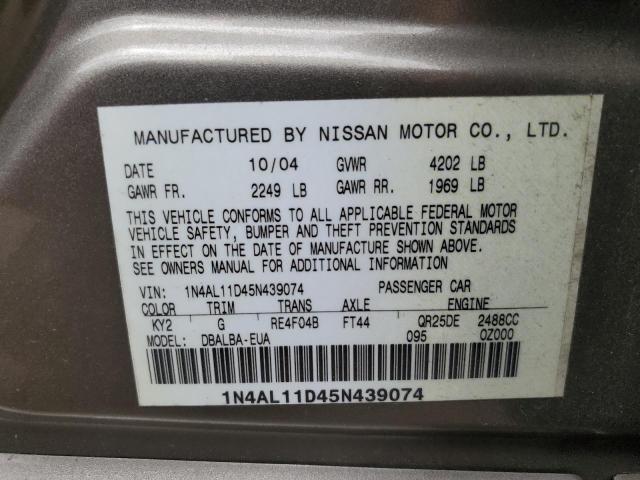 MANUFACTURED BY NISSAN MOTOR CO., LTD.
DATE 10/04 GVWR 4202 LB
GAWR FR. 2249 LB GAWR RR. 1969 LB
THIS VEHICLE CONFORMS TO ALL APPLICABLE FEDERAL MOTOR
VEHICLE SAFETY, BUMPER AND THEFT PREVENTION STANDARDS
IN EFFECT ON THE DATE OF MANUFACTURE SHOWN ABOVE.
SEE OWNERS MANUAL FOR ADDITIONAL INFORMATION
VIN: 1N4AL11D45N439074 PASSENGER CAR
COLOR TRIM TRANS AXLE ENGINE
KY2 G RE4F04B FT44 QR25DE 2488CC
MODEL: DBALBA-EUA 095 0Z000
1N4AL11D45N439074